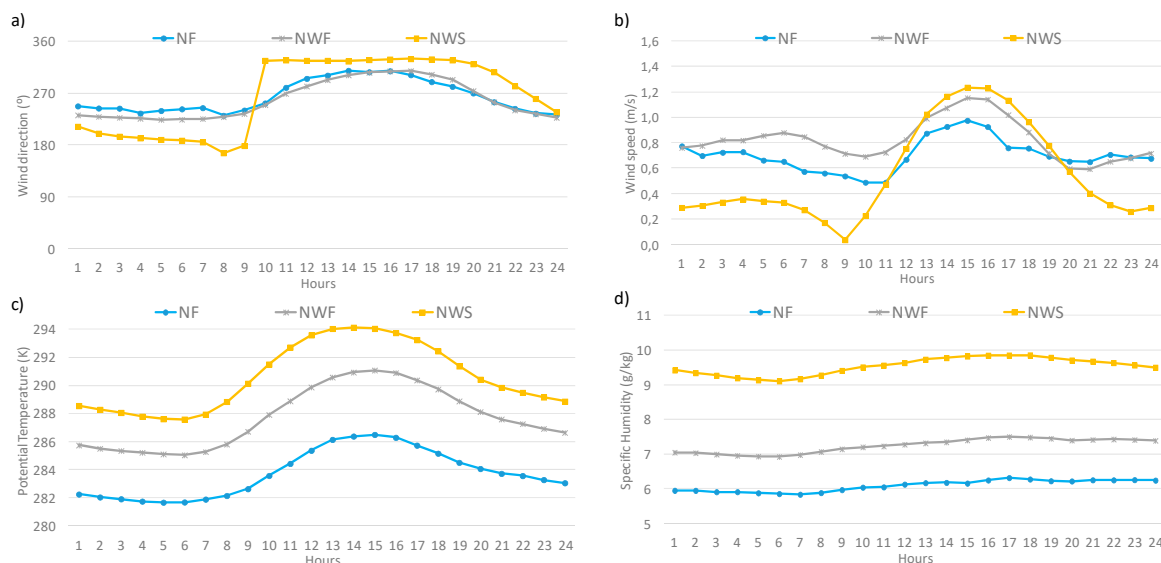 a)
NF NWF NWS
Wind direction (º)
360
270
180
90
0
1 2 3 4 5 6 7 8 9 10 11 12 13 14 15 16 17 18 19 20 21 22 23 24
Hours
b)
NF NWF NWS
Wind speed (m/s)
1,6
1,4
1,2
1,0
0,8
0,6
0,4
0,2
0,0
1 2 3 4 5 6 7 8 9 10 11 12 13 14 15 16 17 18 19 20 21 22 23 24
Hours
c)
NF NWF NWS
Potential Temperature (K)
294
292
290
288
286
284
282
280
1 2 3 4 5 6 7 8 9 10 11 12 13 14 15 16 17 18 19 20 21 22 23 24
Hours
d)
NF NWF NWS
Specific Humidity (g/kg)
11
10
9
8
7
6
5
1 2 3 4 5 6 7 8 9 10 11 12 13 14 15 16 17 18 19 20 21 22 23 24
Hours